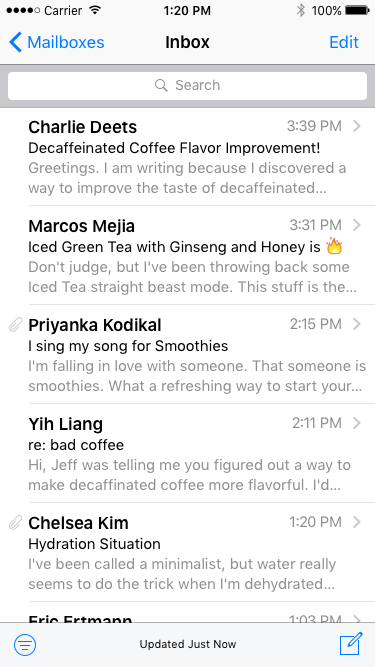 Carrier 1:20 PM 100%
Mailboxes Inbox Edit
Search
Charlie Deets 3:39 PM
Decaffeinated Coffee Flavor Improvement!
Greetings. I am writing because I discovered a
way to improve the taste of decaffeinated...
Marcos Mejia 3:31 PM
Iced Green Tea with Ginseng and Honey is 🔥
Don't judge, but I've been throwing back some
Iced Tea straight beast mode. This stuff is the...
Priyanka Kodikal 2:15 PM
I sing my song for Smoothies
I'm falling in love with someone. That someone is
smoothies. What a refreshing way to start your...
Yih Liang 2:11 PM
re: bad coffee
Hi, Jeff was telling me you figured out a way to
make decaffinated coffee more flavorful. I'd...
Chelsea Kim 1:20 PM
Hydration Situation
I've been called a minimalist, but water really
seems to do the trick when I'm dehydrated...
Eric Ertmann 1:03 PM
Updated Just Now